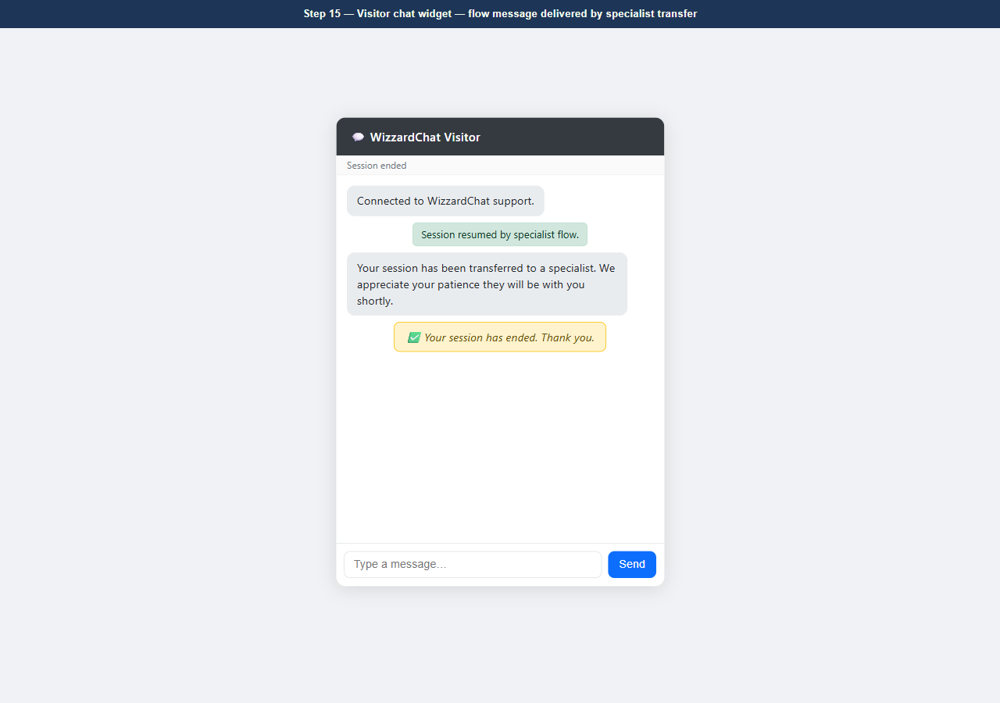 Step 15 — Visitor chat widget — flow message delivered by specialist transfer
WizzardChat Visitor
Session ended
Connected to WizzardChat support.
Session resumed by specialist flow.
Your session has been transferred to a specialist. We
appreciate your patience they will be with you
shortly.
✅ Your session has ended. Thank you.
Type a message…
Send